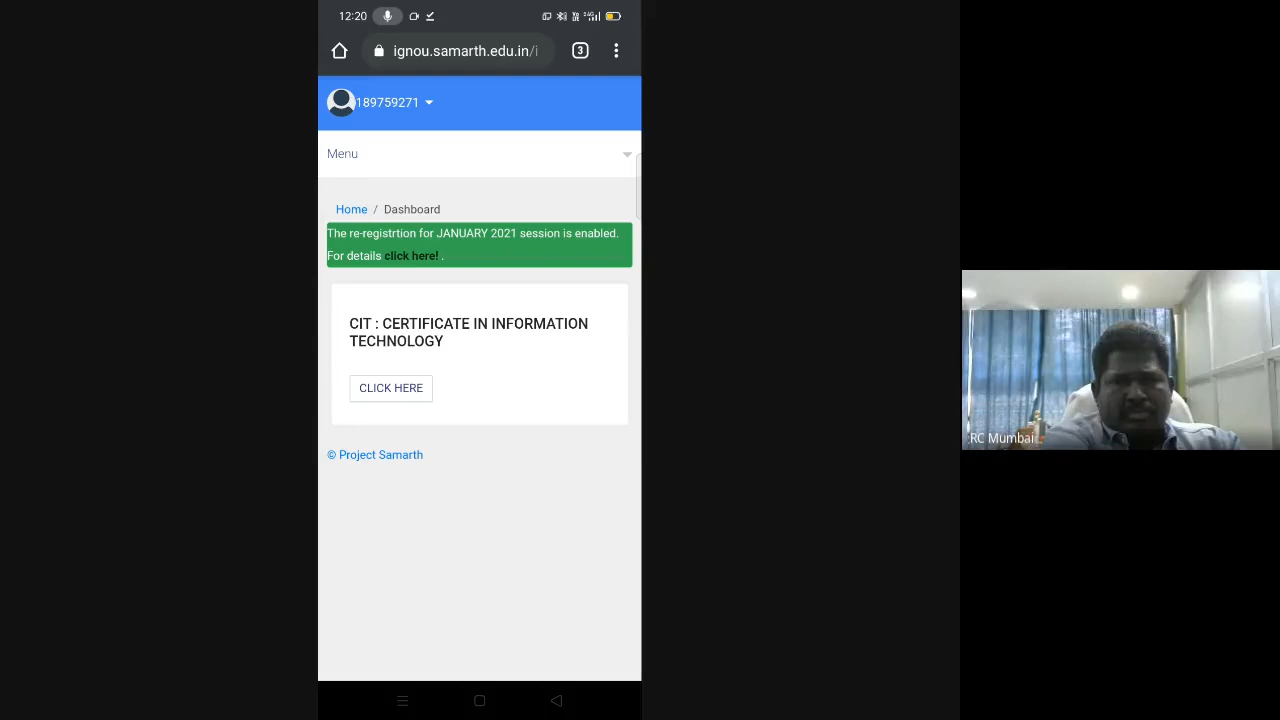 12:20
3
ignou.samarth.edu.in/i
189759271
Menu
Home / Dashboard
The re-registrtion for JANUARY 2021 session is enabled.
For details click here! .
CIT : CERTIFICATE IN INFORMATION
TECHNOLOGY
CLICK HERE
© Project Samarth
RC Mumbai